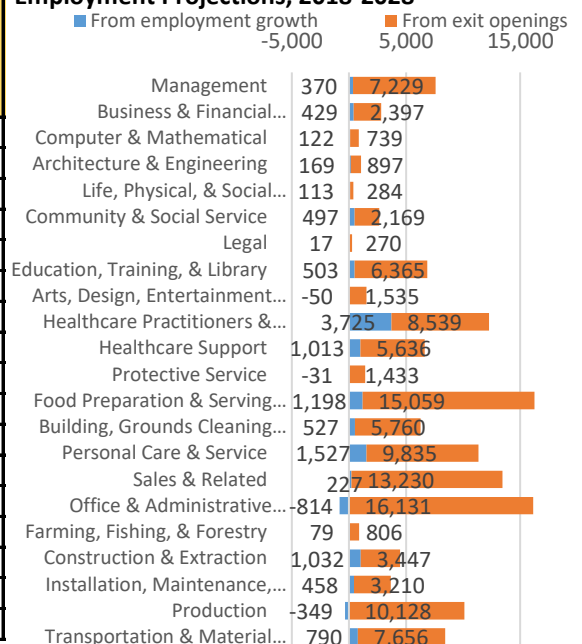 Employment Projections, 2018-2028
From employment growth From exit openings
-5,000 5,000 15,000
Management 370 7,229
Business & Financial... 429 2,397
Computer & Mathematical 122 739
Architecture & Engineering 169 897
Life, Physical, & Social... 113 284
Community & Social Service 497 2,169
Legal 17 270
Education, Training, & Library 503 6,365
Arts, Design, Entertainment... -50 1,535
Healthcare Practitioners &... 3,725 8,539
Healthcare Support 1,013 5,636
Protective Service -31 1,433
Food Preparation & Serving... 1,198 15,059
Building, Grounds Cleaning... 527 5,760
Personal Care & Service 1,527 9,835
Sales & Related 227 13,230
Office & Administrative... -814 16,131
Farming, Fishing, & Forestry 79 806
Construction & Extraction 1,032 3,447
Installation, Maintenance,... 458 3,210
Production -349 10,128
Transportation & Material... 790 7,656